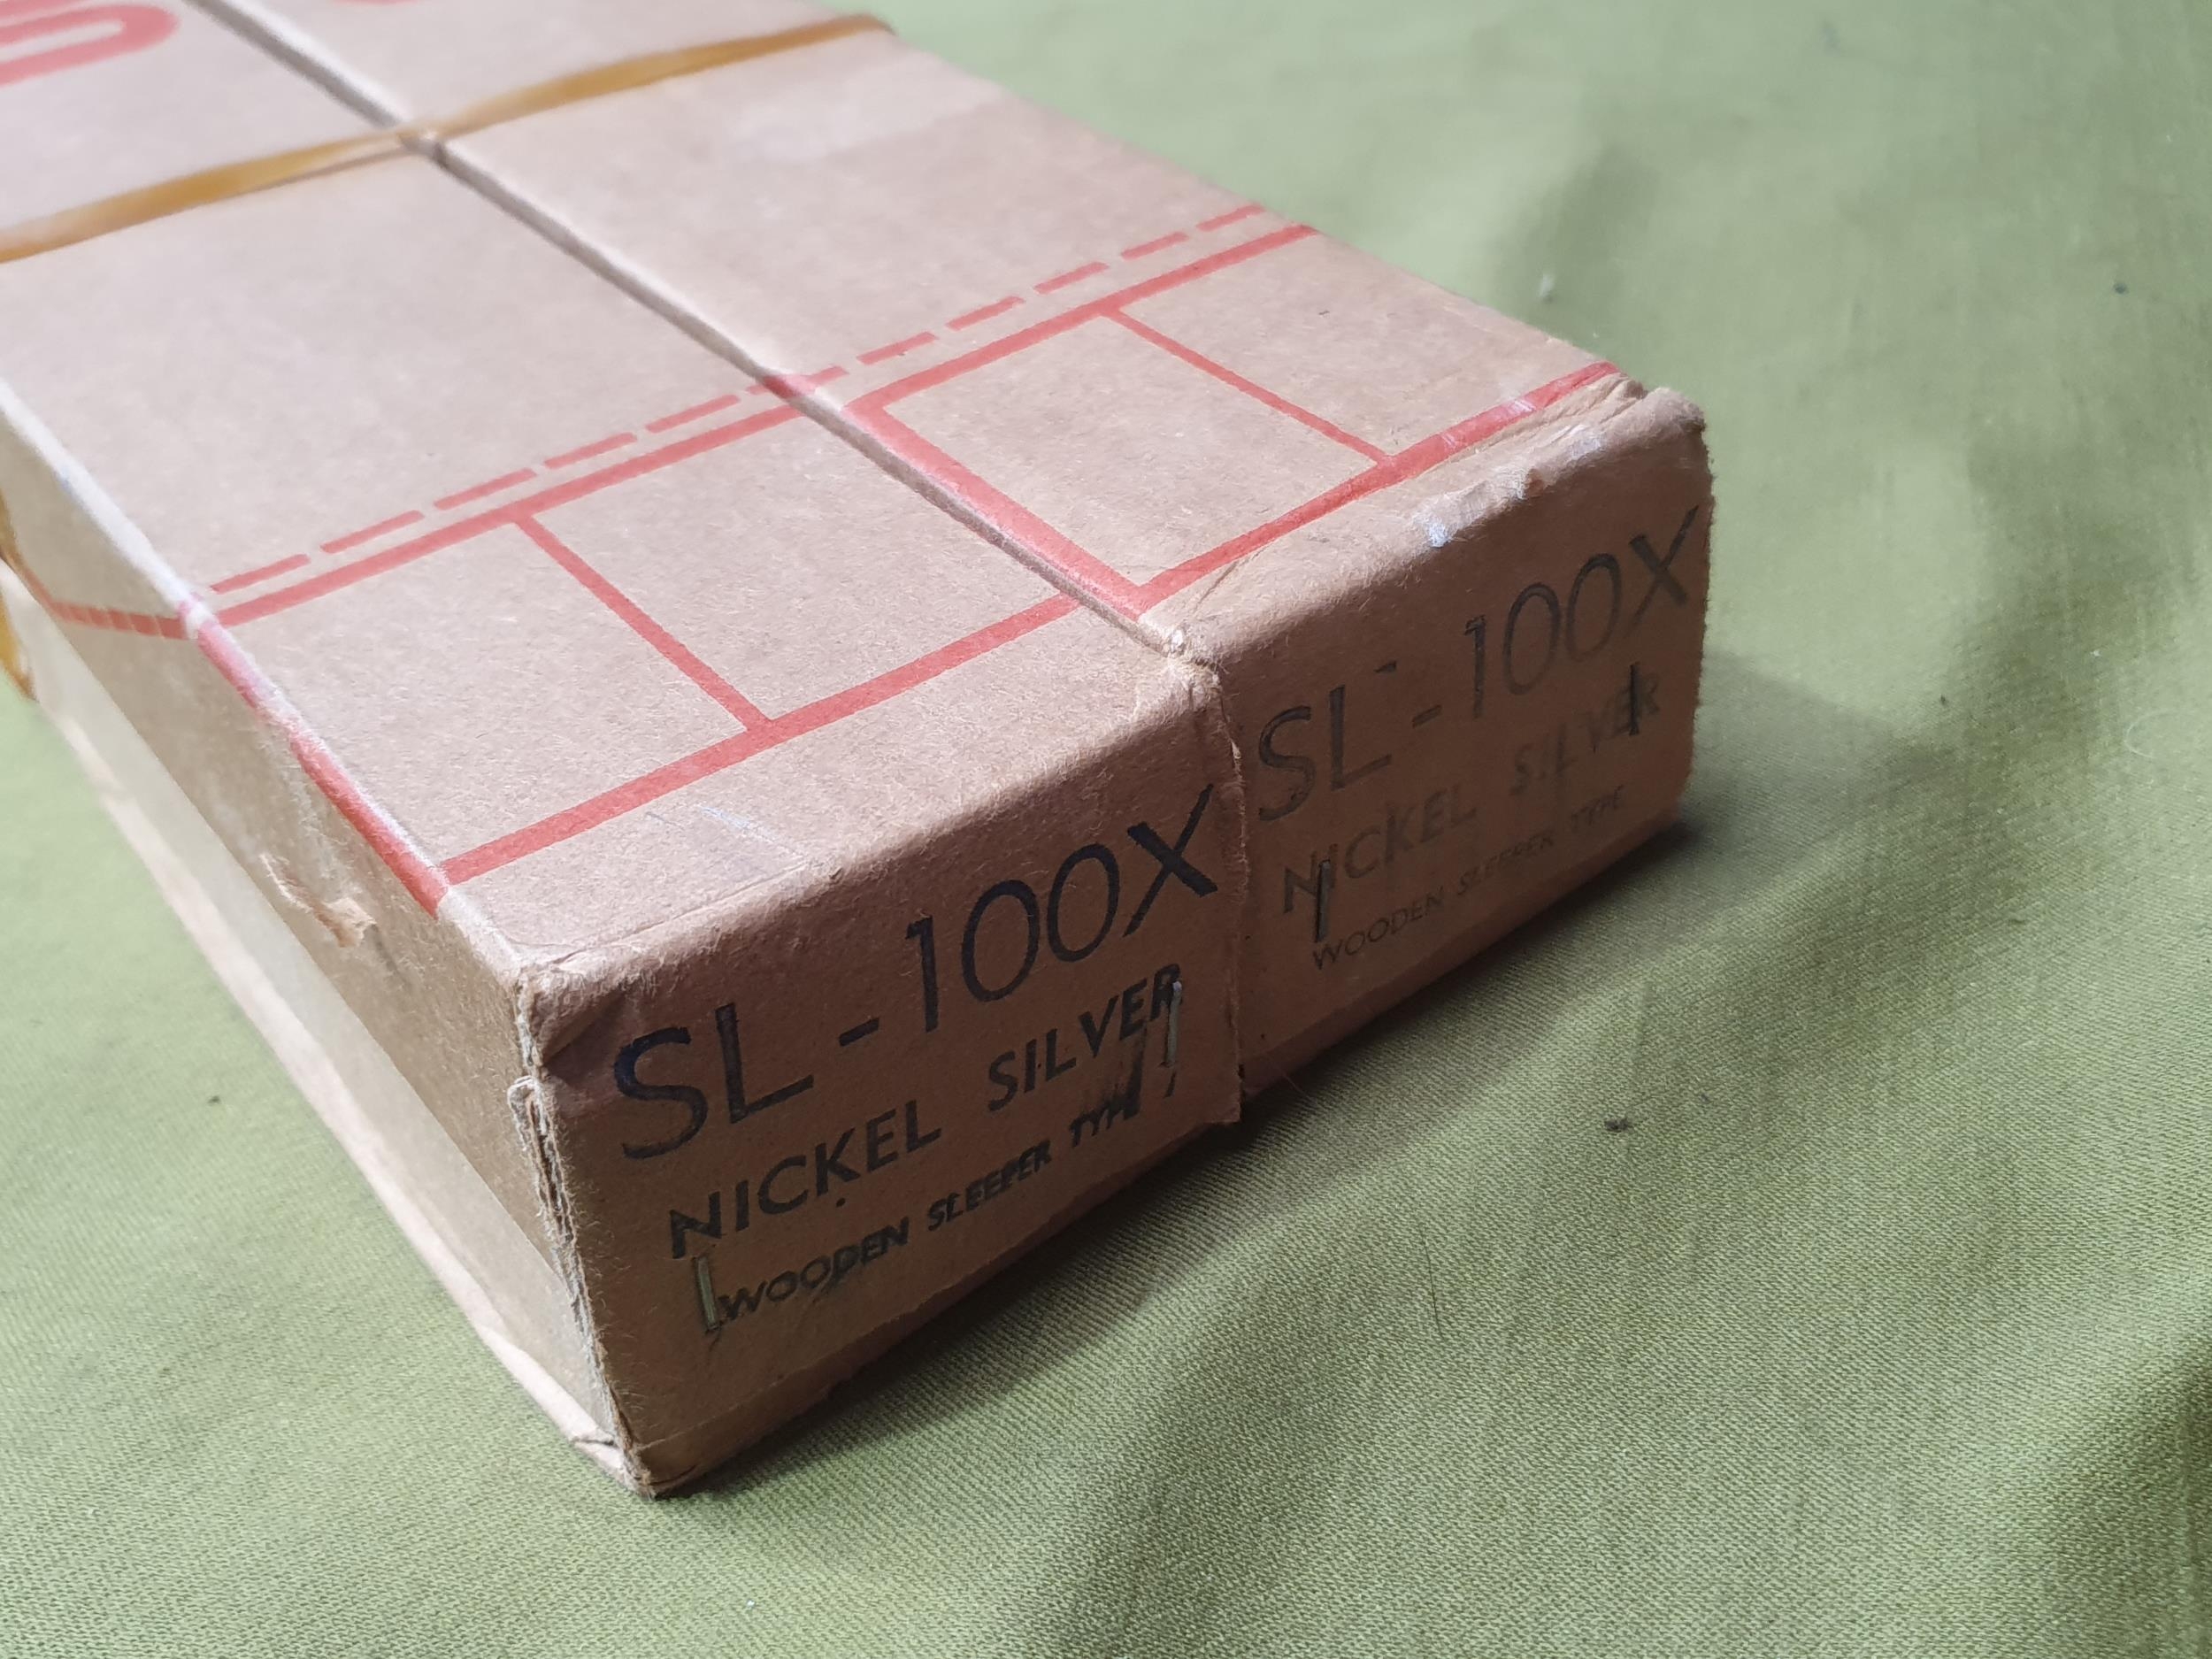 SL-100X
NICKEL SILVER
WOODEN SLEEPER TYPE
SL-100X
NICKEL SILVER
WOODEN SLEEPER TYPE